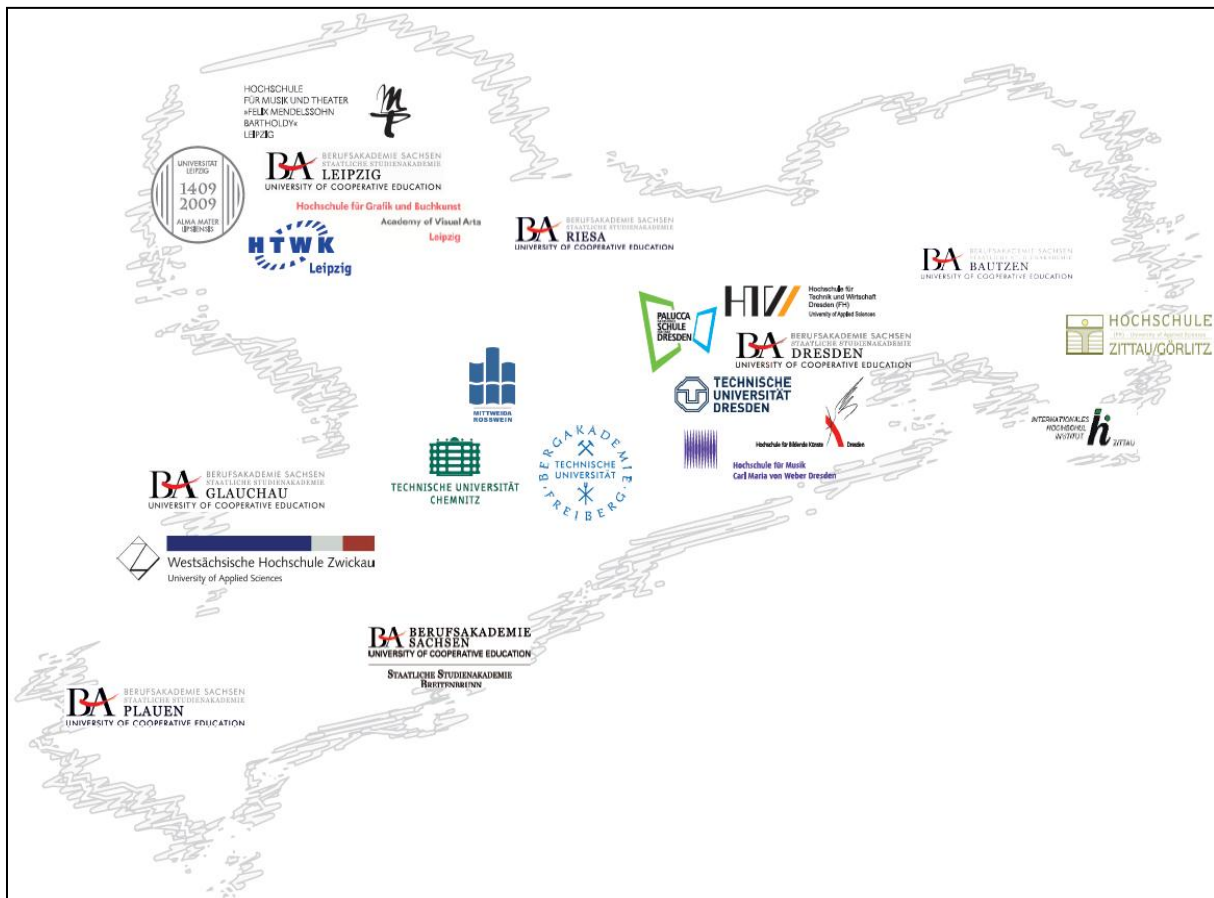 HOCHSCHULE
FÜR MUSIK UND THEATER
»FELIX MENDELSSOHN
BARTHOLDY«
LEIPZIG
UNIVERSITÄT
LEIPZIG
1409
2009
ALMA MATER
LIPSIENSIS
BA BERUFSAKADEMIE SACHSEN
STAATLICHE STUDIENAKADEMIE
LEIPZIG
UNIVERSITY OF COOPERATIVE EDUCATION
Hochschule für Grafik und Buchkunst
Academy of Visual Arts
Leipzig
HTWK
Leipzig
BA BERUFSAKADEMIE SACHSEN
STAATLICHE STUDIENAKADEMIE
RIESA
UNIVERSITY OF COOPERATIVE EDUCATION
BA BERUFSAKADEMIE SACHSEN
STAATLICHE STUDIENAKADEMIE
BAUTZEN
UNIVERSITY OF COOPERATIVE EDUCATION
PALUCCA
SCHULE
DRESDEN
HTW
Hochschule für
Technik und Wirtschaft
Dresden (FH)
University of Applied Sciences
BA BERUFSAKADEMIE SACHSEN
STAATLICHE STUDIENAKADEMIE
DRESDEN
UNIVERSITY OF COOPERATIVE EDUCATION
HOCHSCHULE
(FH) - University of Applied Sciences
ZITTAU/GÖRLITZ
MITTWEIDA
ROSSWEIN
TECHNISCHE
UNIVERSITÄT
DRESDEN
Hochschule für Bildende Künste Dresden
INTERNATIONALES
HOCHSCHUL
INSTITUT
ihi ZITTAU
Hochschule für Musik
Carl Maria von Weber Dresden
TECHNISCHE UNIVERSITÄT
CHEMNITZ
BERGAKADEMIE
TECHNISCHE
UNIVERSITÄT
FREIBERG
BA BERUFSAKADEMIE SACHSEN
STAATLICHE STUDIENAKADEMIE
GLAUCHAU
UNIVERSITY OF COOPERATIVE EDUCATION
Westsächsische Hochschule Zwickau
University of Applied Sciences
BA BERUFSAKADEMIE
SACHSEN
UNIVERSITY OF COOPERATIVE EDUCATION
STAATLICHE STUDIENAKADEMIE
BREITENBRUNN
BA BERUFSAKADEMIE SACHSEN
STAATLICHE STUDIENAKADEMIE
PLAUEN
UNIVERSITY OF COOPERATIVE EDUCATION